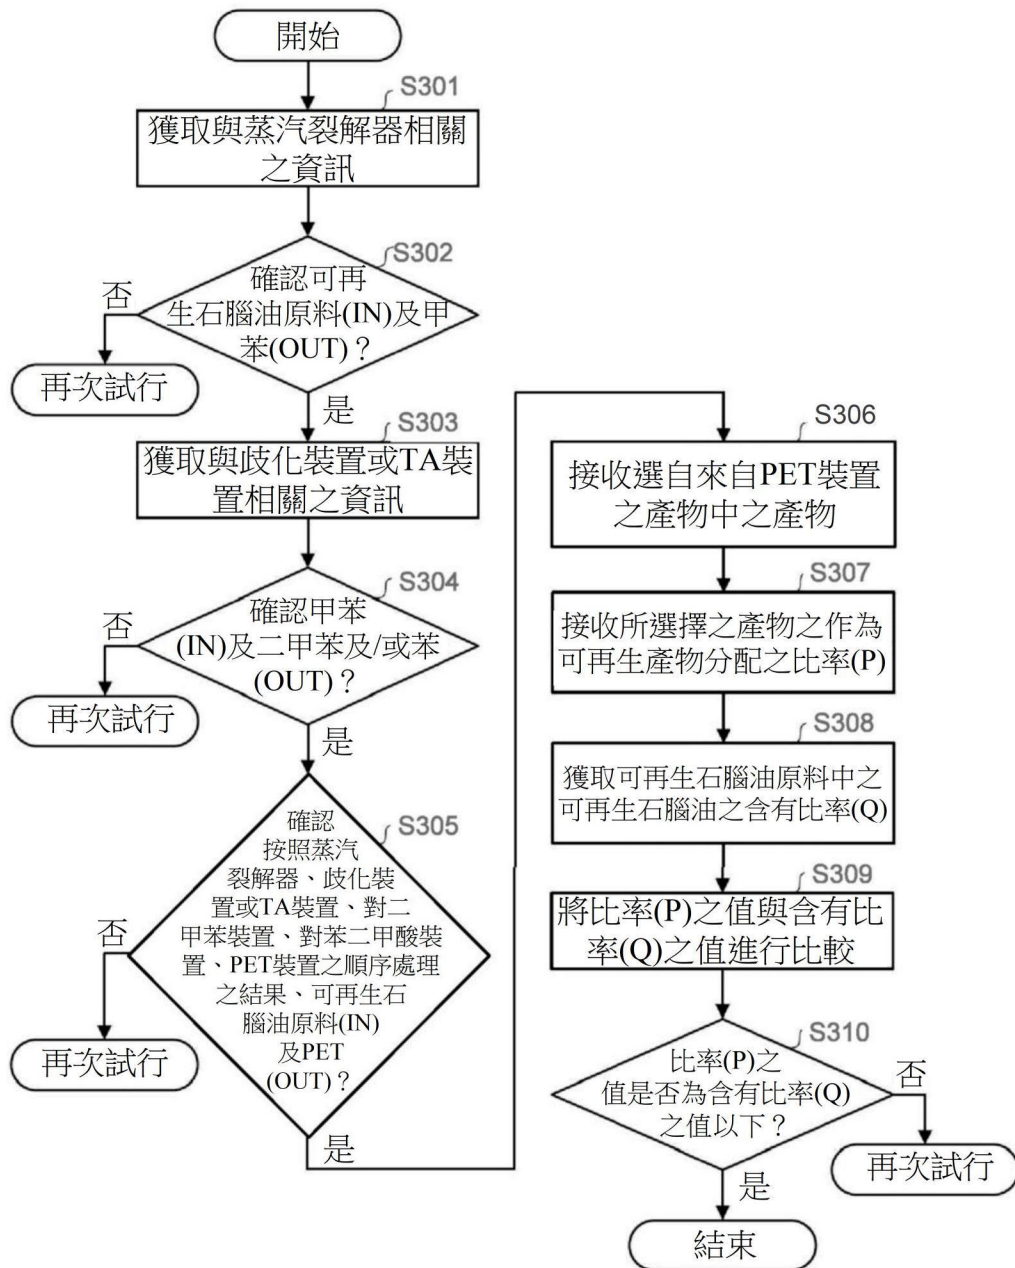 開始
S301
獲取與蒸汽裂解器相關
之資訊
S302
確認可再
生石腦油原料(IN)及甲
苯(OUT)？
否
再次試行
是
S303
獲取與歧化裝置或TA裝
置相關之資訊
S304
確認甲苯
(IN)及二甲苯及/或苯
(OUT)？
否
再次試行
是
S305
確認
按照蒸汽
裂解器、歧化裝
置或TA裝置、對二
甲苯裝置、對苯二甲酸裝
置、PET裝置之順序處理
之結果、可再生石
腦油原料(IN)
及PET
(OUT)？
否
再次試行
是
S306
接收選自來自PET裝置
之產物中之產物
S307
接收所選擇之產物之作為
可再生產物分配之比率(P)
S308
獲取可再生石腦油原料中之
可再生石腦油之含有比率(Q)
S309
將比率(P)之值與含有比
率(Q)之值進行比較
S310
比率(P)之
值是否為含有比率(Q)
之值以下？
否
再次試行
是
結束